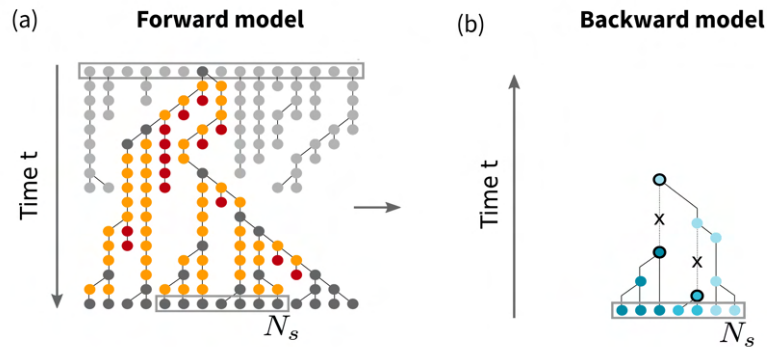 (a) Forward model
Time t
N_s
(b) Backward model
Time t
x
x
N_s